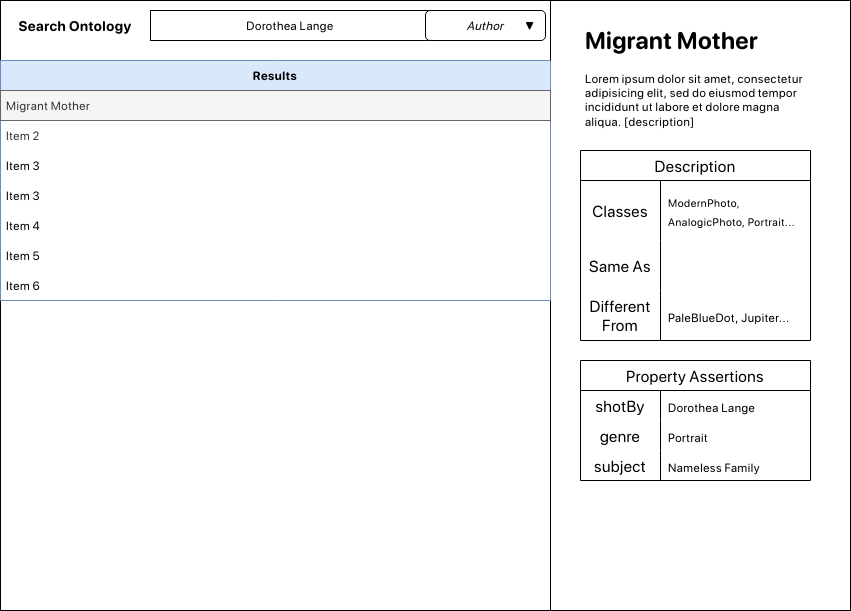 Search Ontology
Dorothea Lange
Author ▼
Results
Migrant Mother
Item 2
Item 3
Item 3
Item 4
Item 5
Item 6
Migrant Mother
Lorem ipsum dolor sit amet, consectetur
adipisicing elit, sed do eiusmod tempor
incididunt ut labore et dolore magna
aliqua. [description]
Description
Classes
ModernPhoto,
AnalogicPhoto, Portrait...
Same As
Different
From
PaleBlueDot, Jupiter...
Property Assertions
shotBy
Dorothea Lange
genre
Portrait
subject
Nameless Family